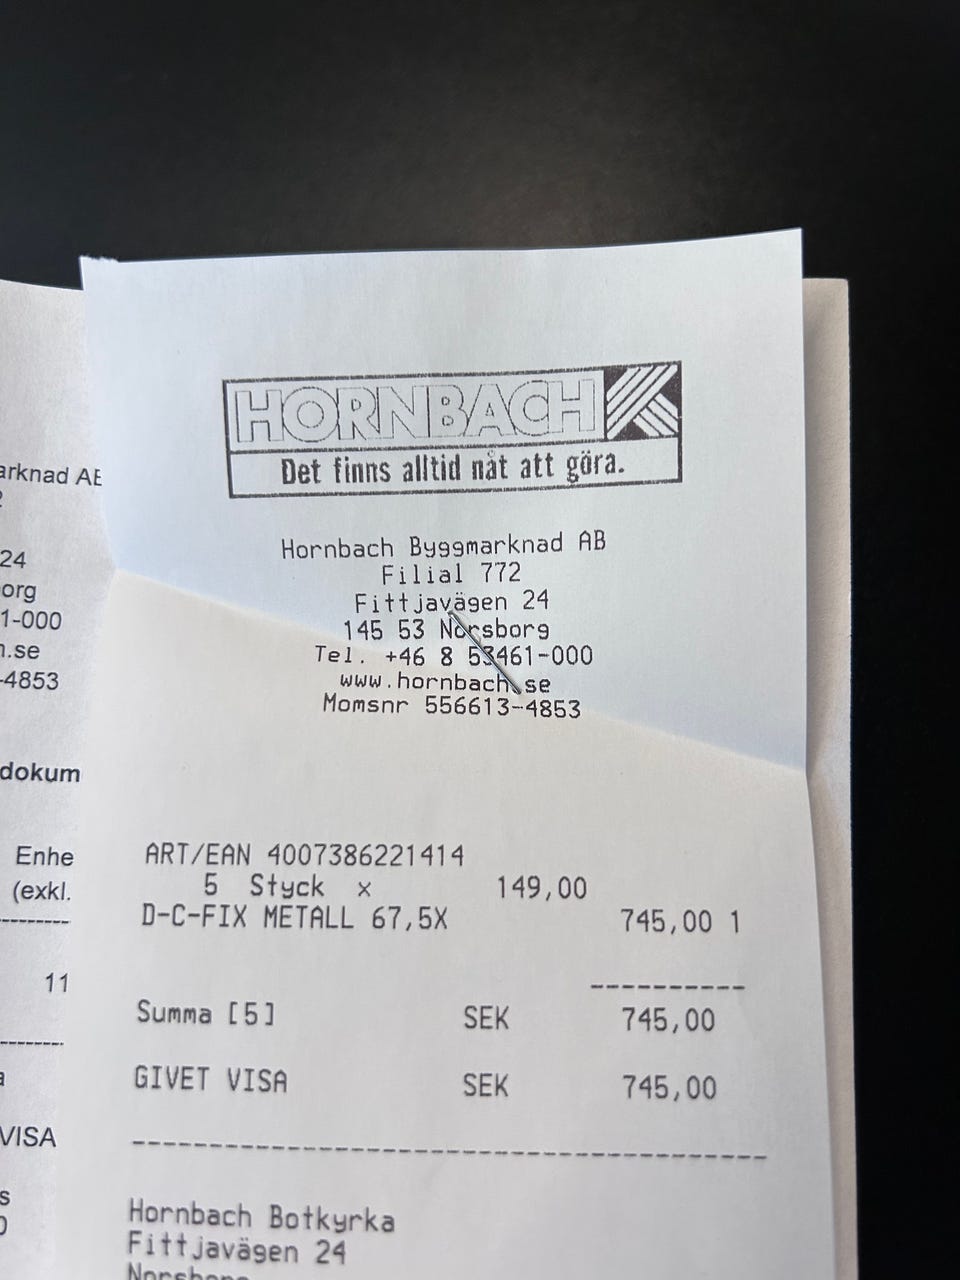 HORNBACH
Det finns alltid nåt att göra.
Hornbach Byggmarknad AB
Filial 772
Fittjavägen 24
145 53 Norsborg
Tel. +46 8 53461-000
www.hornbach.se
Momsnr 556613-4853
ART/EAN 4007386221414
5 Styck x 149,00
D-C-FIX METALL 67,5X 745,00 1
Summa [5] SEK 745,00
GIVET VISA SEK 745,00
Hornbach Botkyrka
Fittjavägen 24
Norsborg
arknad AB
24
org
1-000
.se
-4853
dokum
Enhe
(exkl.
11
VISA